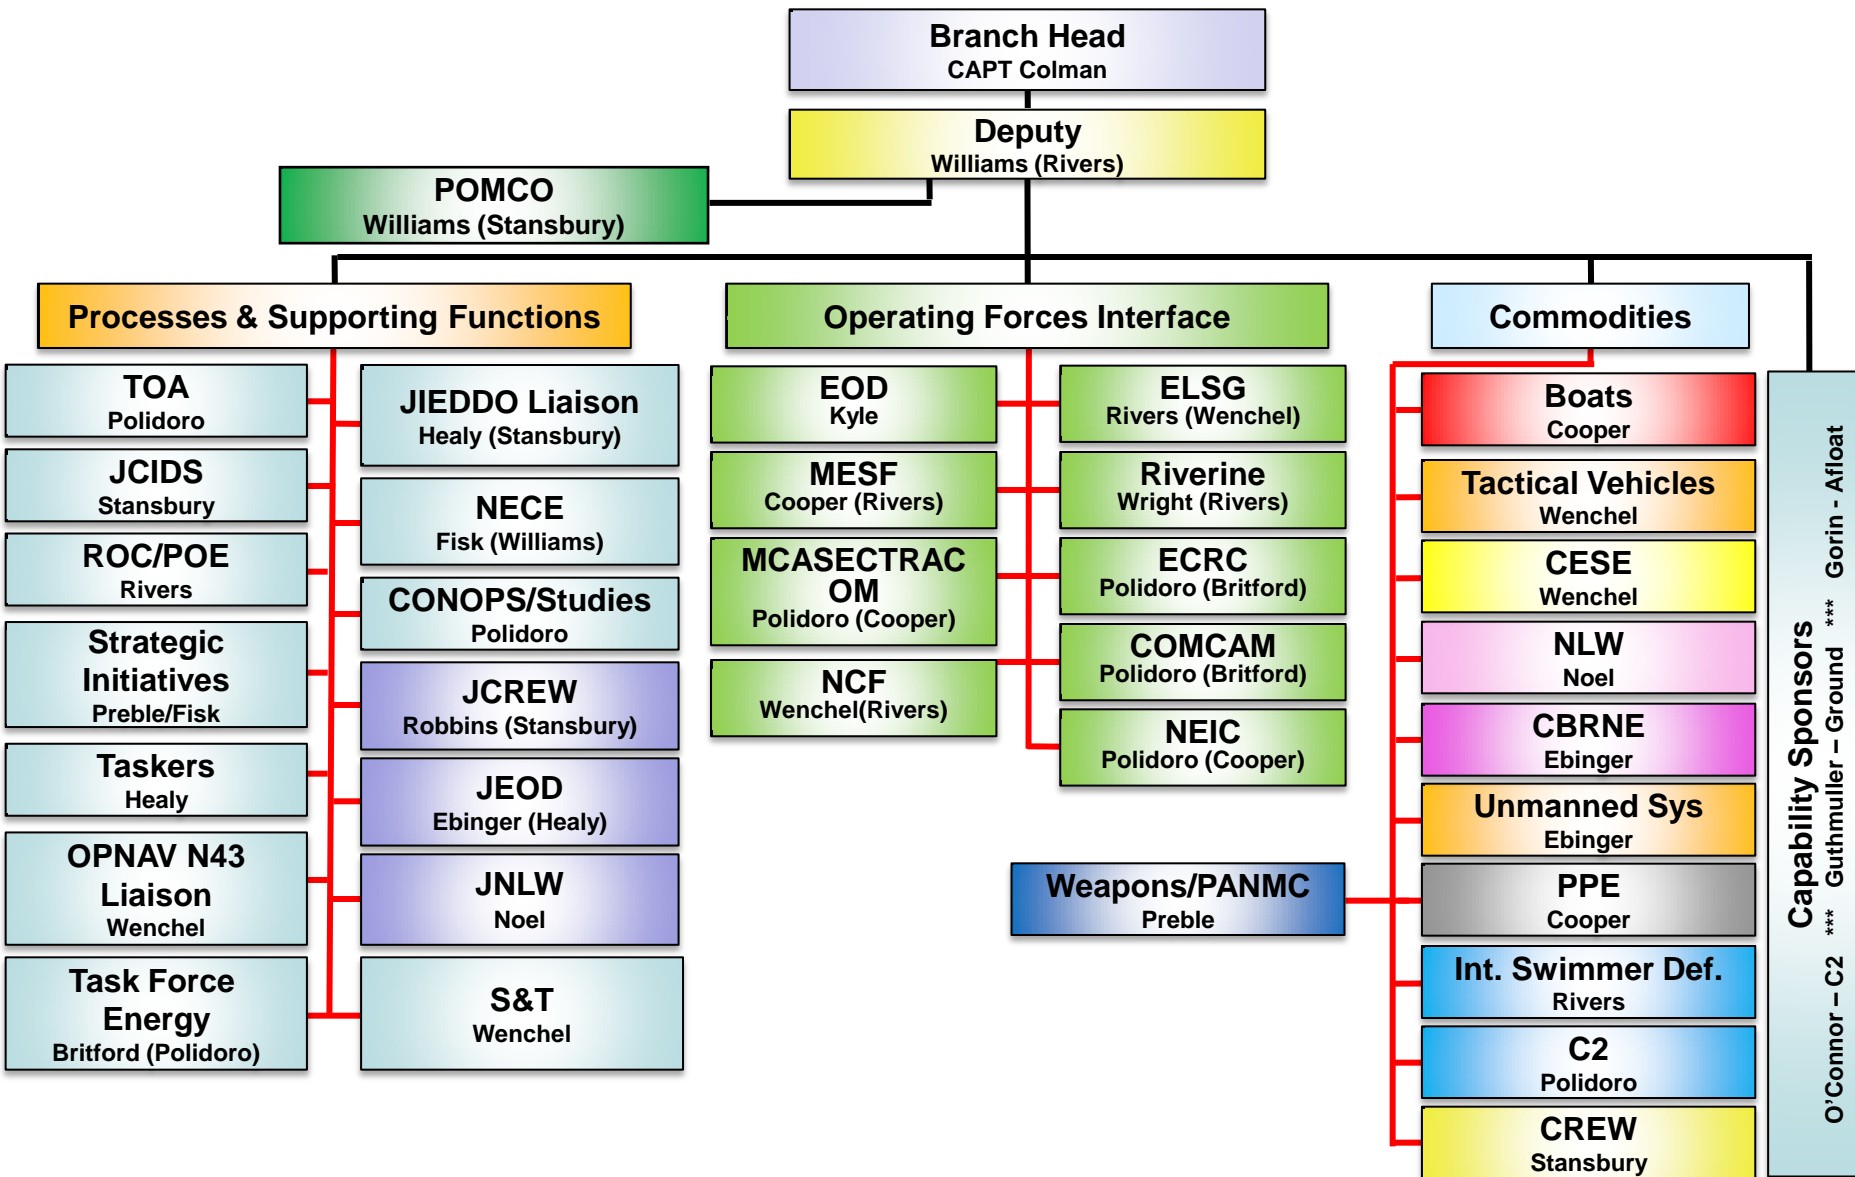 Branch Head
CAPT Colman
Deputy
Williams (Rivers)
POMCO
Williams (Stansbury)
Processes & Supporting Functions
TOA
Polidoro
JCIDS
Stansbury
ROC/POE
Rivers
Strategic
Initiatives
Preble/Fisk
Taskers
Healy
OPNAV N43
Liaison
Wenchel
Task Force
Energy
Britford (Polidoro)
JIEDDO Liaison
Healy (Stansbury)
NECE
Fisk (Williams)
CONOPS/Studies
Polidoro
JCREW
Robbins (Stansbury)
JEOD
Ebinger (Healy)
JNLW
Noel
S&T
Wenchel
Operating Forces Interface
EOD
Kyle
MESF
Cooper (Rivers)
MCASECTRAC
OM
Polidoro (Cooper)
NCF
Wenchel(Rivers)
ELSG
Rivers (Wenchel)
Riverine
Wright (Rivers)
ECRC
Polidoro (Britford)
COMCAM
Polidoro (Britford)
NEIC
Polidoro (Cooper)
Weapons/PANMC
Preble
Commodities
Boats
Cooper
Tactical Vehicles
Wenchel
CESE
Wenchel
NLW
Noel
CBRNE
Ebinger
Unmanned Sys
Ebinger
PPE
Cooper
Int. Swimmer Def.
Rivers
C2
Polidoro
CREW
Stansbury
Capability Sponsors
O'Connor – C2 *** Guthmuller – Ground *** Gorin - Afloat